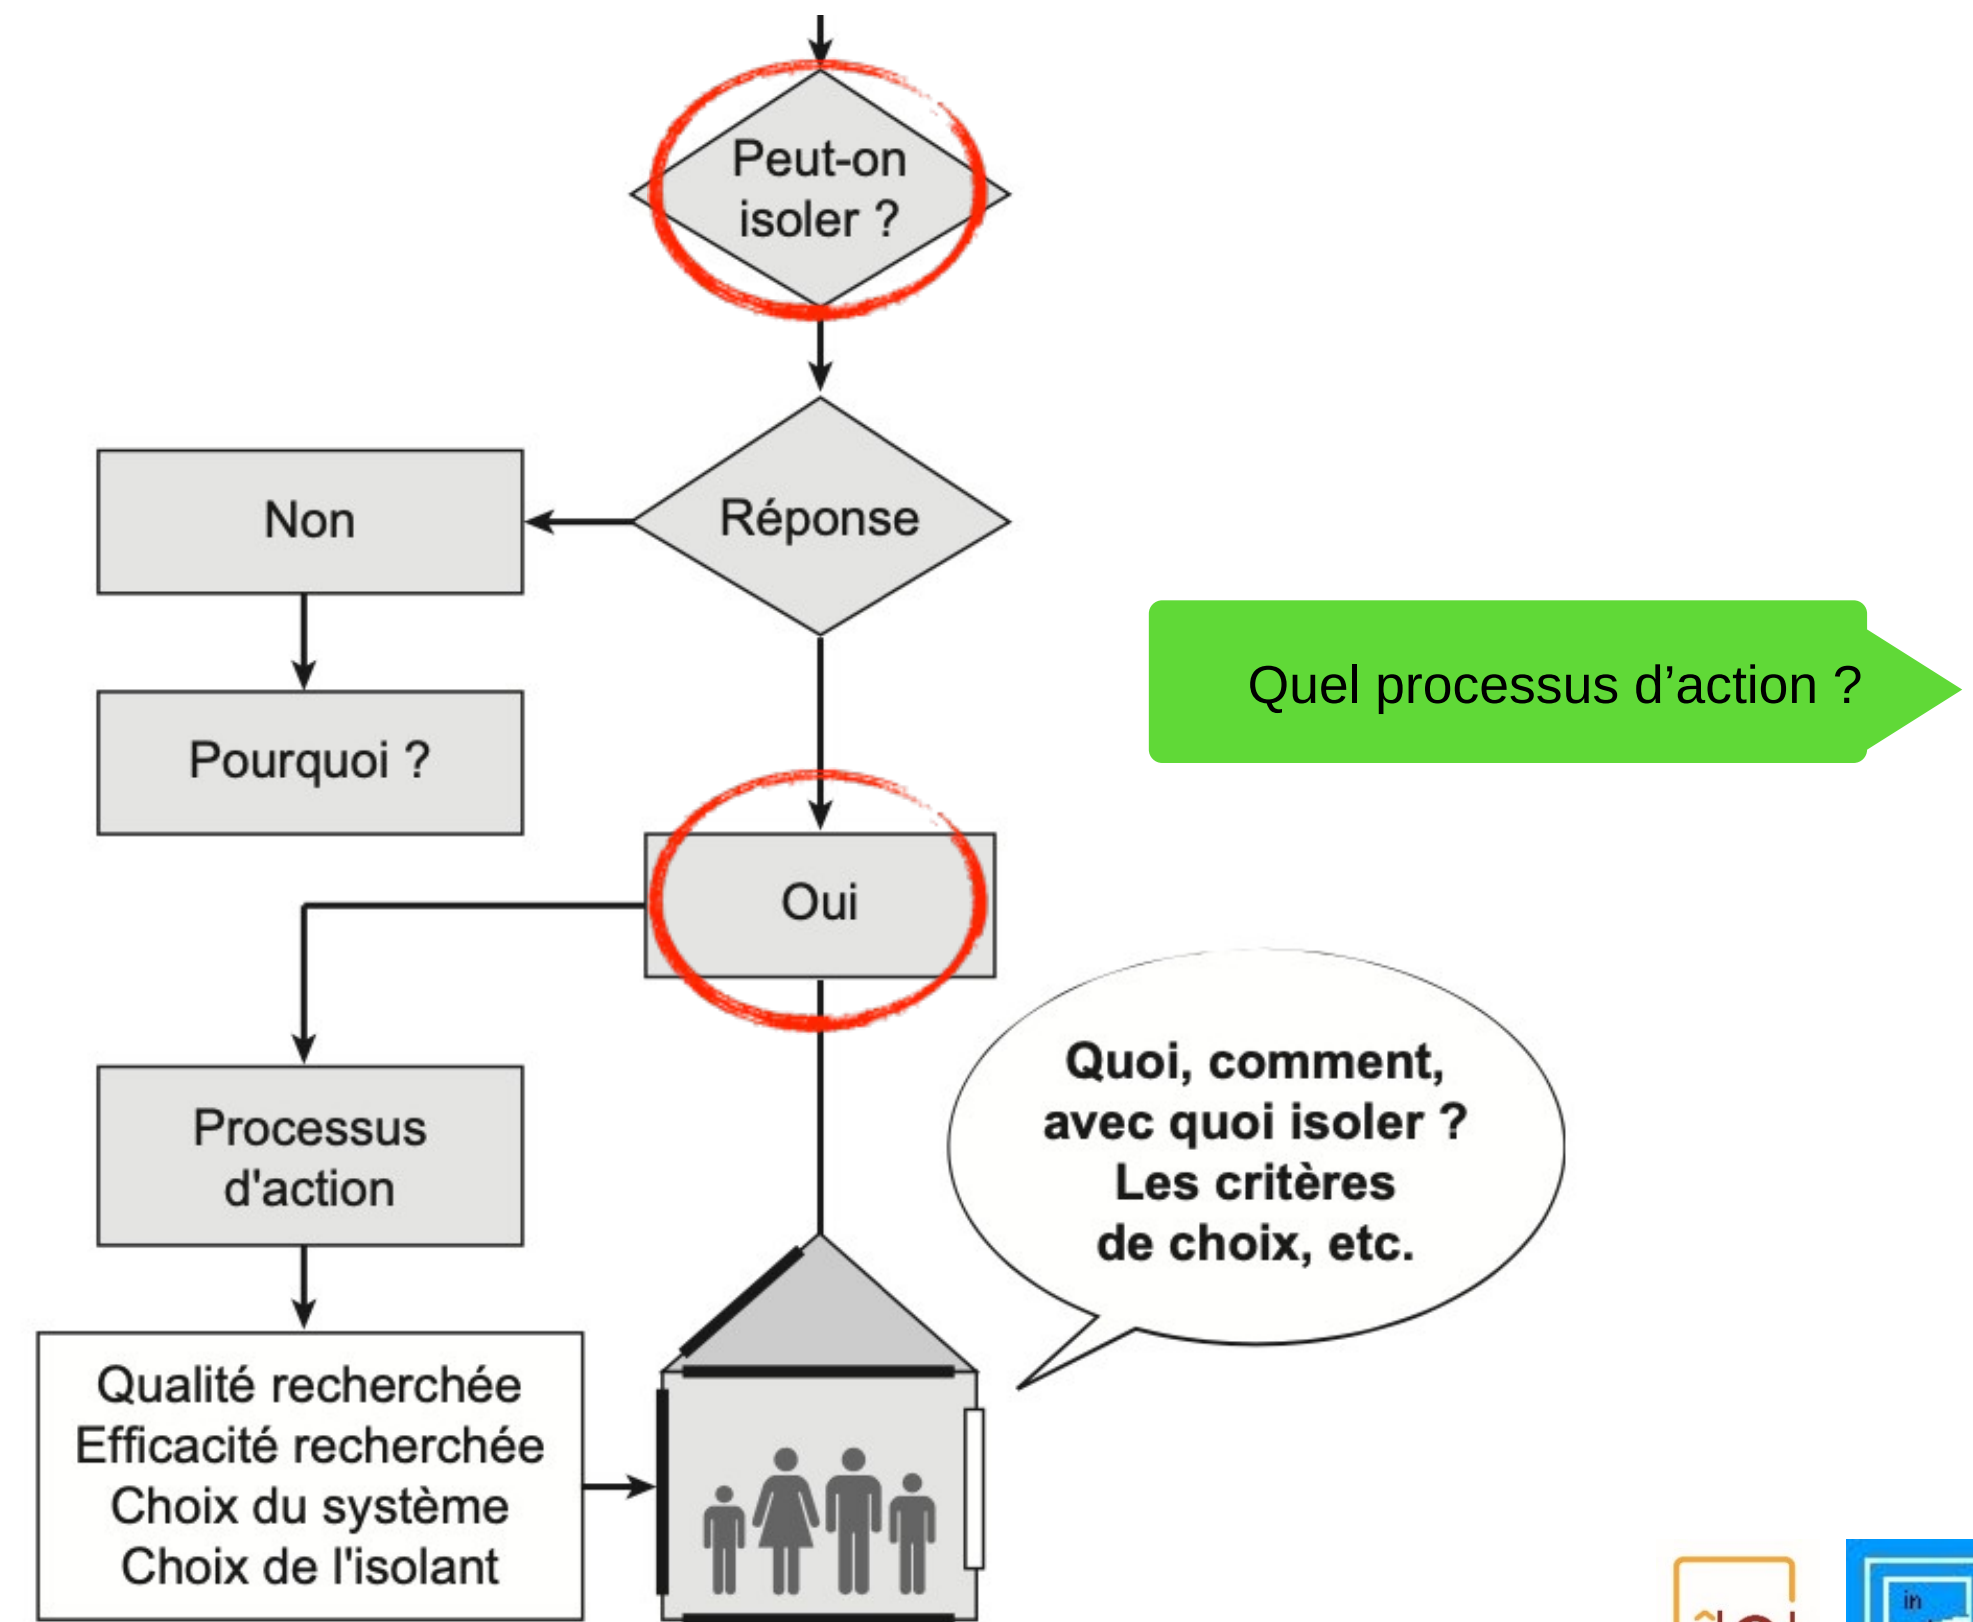 Peut-on
isoler ?
Réponse
Non
Pourquoi ?
Quel processus d’action ?
Oui
Quoi, comment,
avec quoi isoler ?
Les critères
de choix, etc.
Processus
d'action
Qualité recherchée
Efficacité recherchée
Choix du système
Choix de l'isolant
in